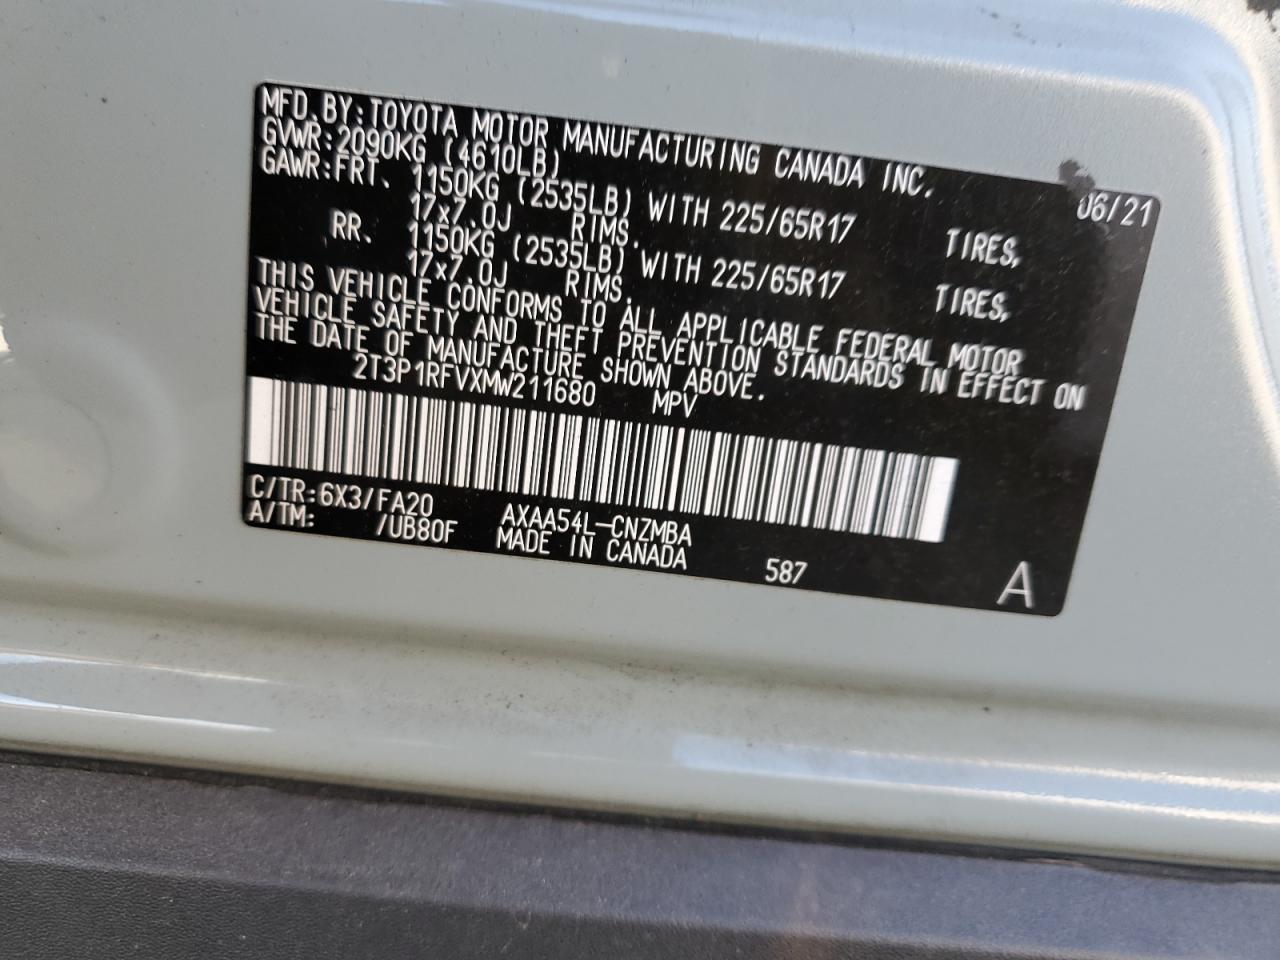 MFD.BY:TOYOTA MOTOR MANUFACTURING CANADA INC.
GVWR:2090KG (4610LB) 06/21
GAWR:FRT. 1150KG (2535LB) WITH 225/65R17 TIRES,
17x7.0J RIMS.
RR. 1150KG (2535LB) WITH 225/65R17 TIRES,
17x7.0J RIMS.
THIS VEHICLE CONFORMS TO ALL APPLICABLE FEDERAL MOTOR
VEHICLE SAFETY AND THEFT PREVENTION STANDARDS IN EFFECT ON
THE DATE OF MANUFACTURE SHOWN ABOVE.
2T3P1RFVXMW211680 MPV
C/TR:6X3/FA20 AXAA54L-CNZMBA
A/TM: /UB80F MADE IN CANADA 587 A